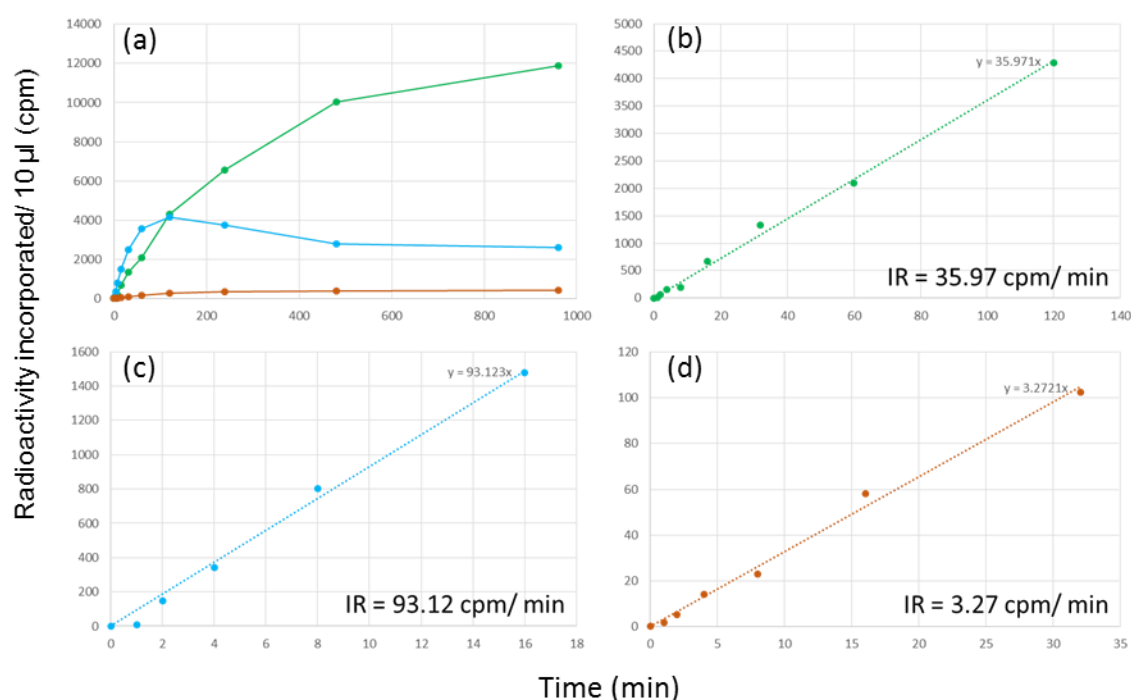 Radioactivity incorporated/ 10 µl (cpm)
(a)
14000
12000
10000
8000
6000
4000
2000
0
0 200 400 600 800 1000
(b)
5000
4500
4000
3500
3000
2500
2000
1500
1000
500
0
y = 35.971x
IR = 35.97 cpm/ min
0 20 40 60 80 100 120 140
(c)
1600
1400
1200
1000
800
600
400
200
0
y = 93.123x
IR = 93.12 cpm/ min
0 2 4 6 8 10 12 14 16 18
(d)
120
100
80
60
40
20
0
y = 3.2721x
IR = 3.27 cpm/ min
0 5 10 15 20 25 30 35
Time (min)